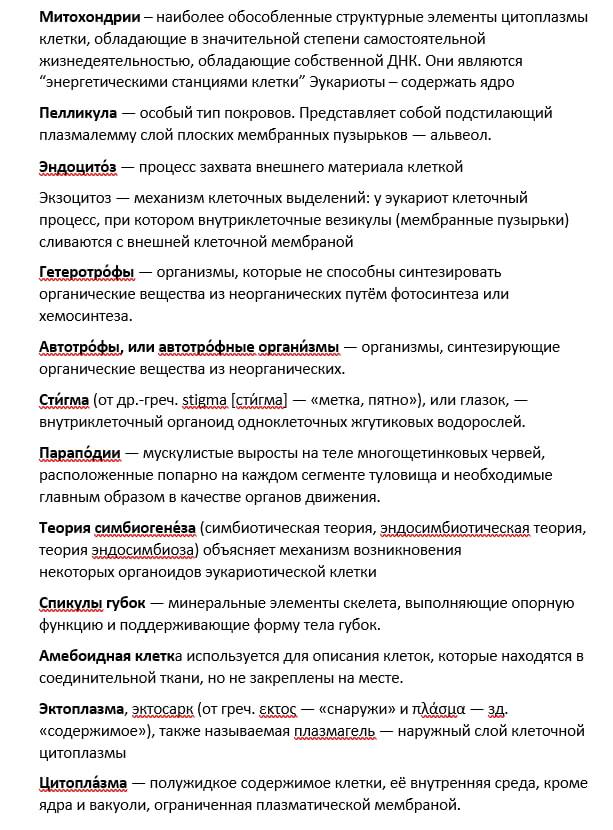 Митохондрии – наиболее обособленные структурные элементы цитоплазмы
клетки, обладающие в значительной степени самостоятельной
жизнедеятельностью, обладающие собственной ДНК. Они являются
“энергетическими станциями клетки” Эукариоты – содержать ядро
Пелликула — особый тип покровов. Представляет собой подстилающий
плазмалемму слой плоских мембранных пузырьков — альвеол.
Эндоцито́з — процесс захвата внешнего материала клеткой
Экзоцитоз — механизм клеточных выделений: у эукариот клеточный
процесс, при котором внутриклеточные везикулы (мембранные пузырьки)
сливаются с внешней клеточной мембраной
Гетеротро́фы — организмы, которые не способны синтезировать
органические вещества из неорганических путём фотосинтеза или
хемосинтеза.
Автотро́фы, или автотро́фные органи́змы — организмы, синтезирующие
органические вещества из неорганических.
Сти́гма (от др.-греч. stigma [сти́гма] — «метка, пятно»), или глазок, —
внутриклеточный органоид одноклеточных жгутиковых водорослей.
Парапо́дии — мускулистые выросты на теле многощетинковых червей,
расположенные попарно на каждом сегменте туловища и необходимые
главным образом в качестве органов движения.
Теория симбиогене́за (симбиотическая теория, эндосимбиотическая теория,
теория эндосимбиоза) объясняет механизм возникновения
некоторых органоидов эукариотической клетки
Спикулы губок — минеральные элементы скелета, выполняющие опорную
функцию и поддерживающие форму тела губок.
Амебоидная клетка используется для описания клеток, которые находятся в
соединительной ткани, но не закреплены на месте.
Эктоплазма, эктосарк (от греч. εκτος — «снаружи» и πλάσμα — зд.
«содержимое»), также называемая плазмагель — наружный слой клеточной
цитоплазмы
Цитопла́зма — полужидкое содержимое клетки, её внутренняя среда, кроме
ядра и вакуоли, ограниченная плазматической мембраной.